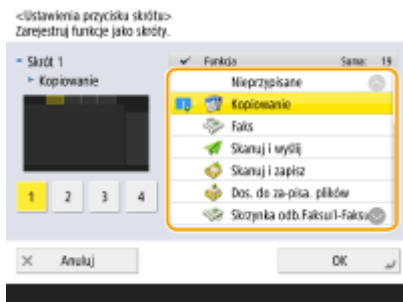 <Ustawienia przycisku skrótu>
Zarejestruj funkcje jako skróty.
Skrót 1
Kopiowanie
Funkcja
Suma: 19
Nieprzypisane
Kopiowanie
Faks
Skanuj i wyślij
Skanuj i zapisz
Dos. do za-pisa. plików
Skrzynka odb.Faksu/I-Faksu
1 2 3 4
Anuluj
OK